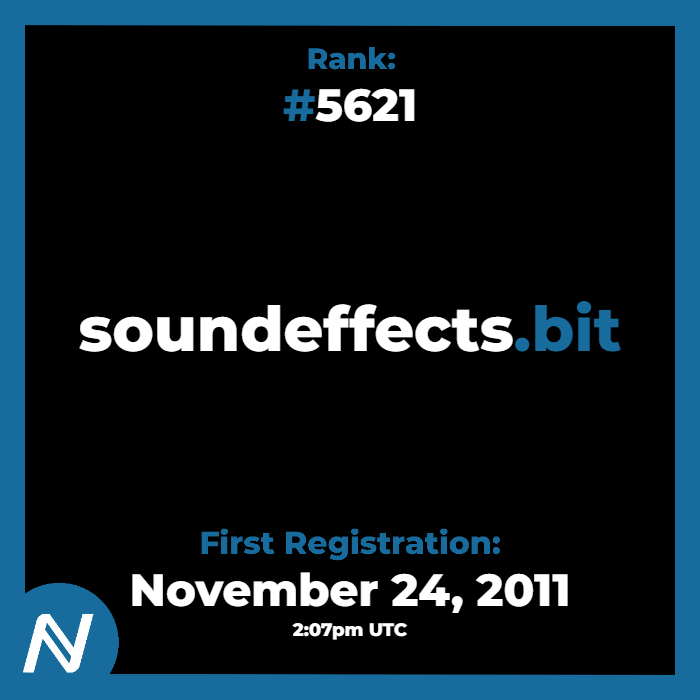 Rank:
#5621
soundeffects.bit
First Registration:
November 24, 2011
2:07pm UTC
N